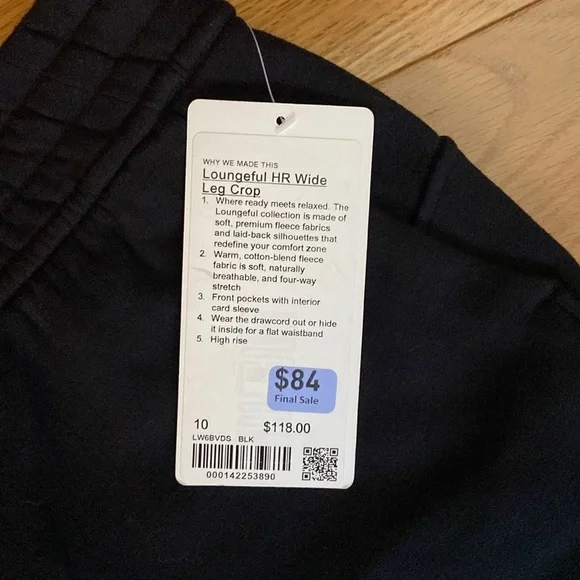 WHY WE MADE THIS
Loungeful HR Wide
Leg Crop
1. Where ready meets relaxed. The
Loungeful collection is made of
soft, premium fleece fabrics
and laid-back silhouettes that
redefine your comfort zone
2. Warm, cotton-blend fleece
fabric is soft, naturally
breathable, and four-way
stretch
3. Front pockets with interior
card sleeve
4. Wear the drawcord out or hide
it inside for a flat waistband
5. High rise
$84
Final Sale
10 $118.00
LW6BVDS BLK
000142253890